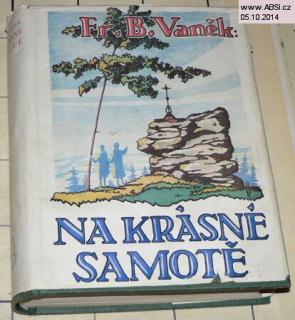 www.ABSI.cz
05.10.2014
Fr. B. Vaněk:
NA KRÁSNÉ
SAMOTĚ